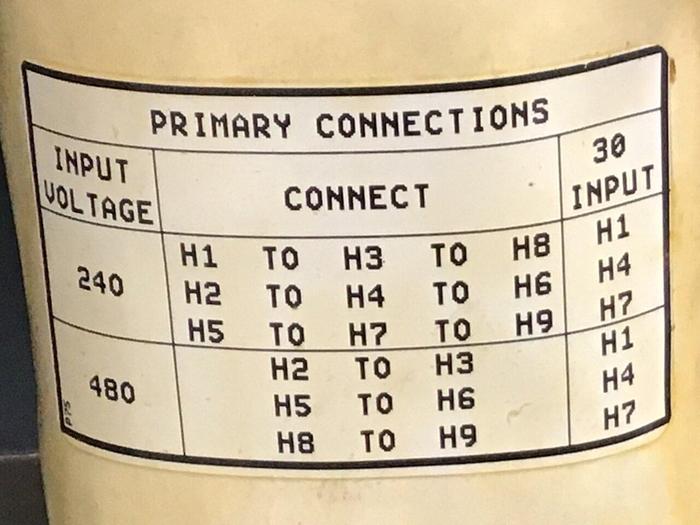 PRIMARY CONNECTIONS
INPUT VOLTAGE CONNECT 30 INPUT
240 H1 TO H3 TO H8 H1
H2 TO H4 TO H6 H4
H5 TO H7 TO H9 H7
480 H2 TO H3 H1
H5 TO H6 H4
H8 TO H9 H7